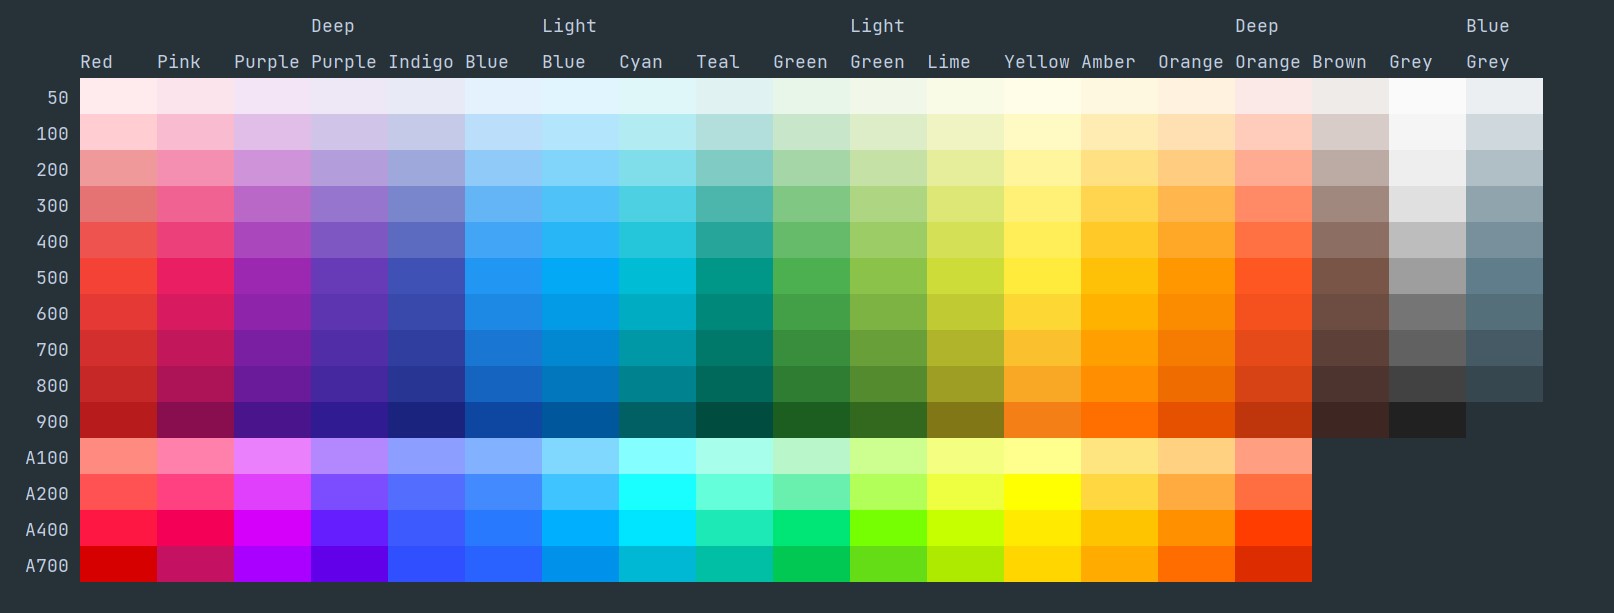 Deep Light Light Deep Blue
Red Pink Purple Purple Indigo Blue Blue Cyan Teal Green Green Lime Yellow Amber Orange Orange Brown Grey Grey
50
100
200
300
400
500
600
700
800
900
A100
A200
A400
A700